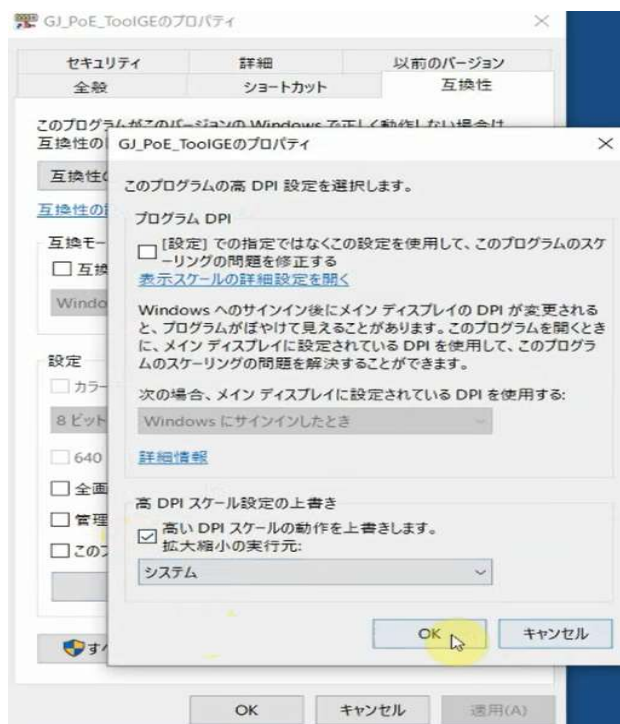 GJ_PoE_ToolGEのプロパティ
セキュリティ 詳細 以前のバージョン
全般 ショートカット 互換性
このプログラムがこのバージョンの Windows で正しく動作しない場合は
互換性の
GJ_PoE_ToolGEのプロパティ
互換性
このプログラムの高 DPI 設定を選択します。
互換性の
プログラム DPI
互換モー
[設定] での指定ではなくこの設定を使用して、このプログラムのスケ
ーリングの問題を修正する
互換
表示スケールの詳細設定を開く
Windo
Windows へのサインイン後にメイン ディスプレイの DPI が変更される
と、プログラムがぼやけて見えることがあります。このプログラムを開くとき
に、メイン ディスプレイに設定されている DPI を使用して、このプログラ
ムのスケーリングの問題を解決することができます。
設定
カラー
次の場合、メイン ディスプレイに設定されている DPI を使用する:
8 ビット
Windows にサインインしたとき
640
詳細情報
全画
高 DPI スケール設定の上書き
管理
高い DPI スケールの動作を上書きします。
拡大縮小の実行元:
このプ
システム
OK キャンセル
すべ
OK キャンセル 適用(A)